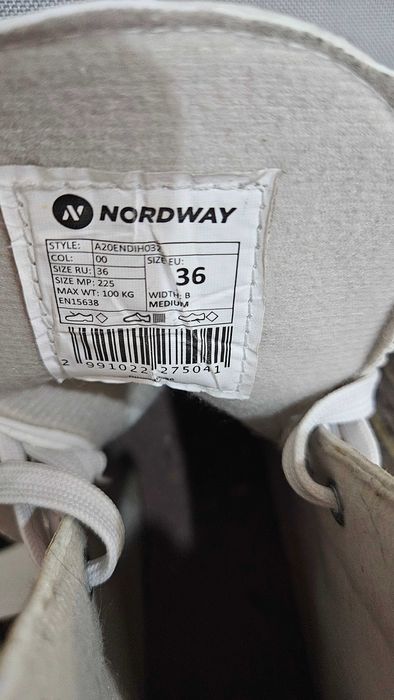 N NORDWAY
STYLE: A20ENDIH032
COL: 00
SIZE RU: 36
SIZE MP: 225
MAX WT: 100 KG
EN15638
SIZE EU:
36
WIDTH: B
MEDIUM
2 991022 275041